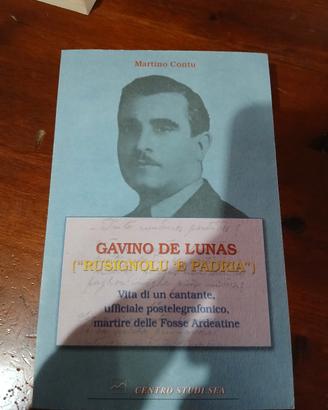 Martino Contu
GAVINO DE LUNAS
("RUSIGNOLU 'E PADRIA")
Vita di un cantante,
ufficiale postelegrafonico,
martire delle Fosse Ardeatine
CENTRO STUDI SEA